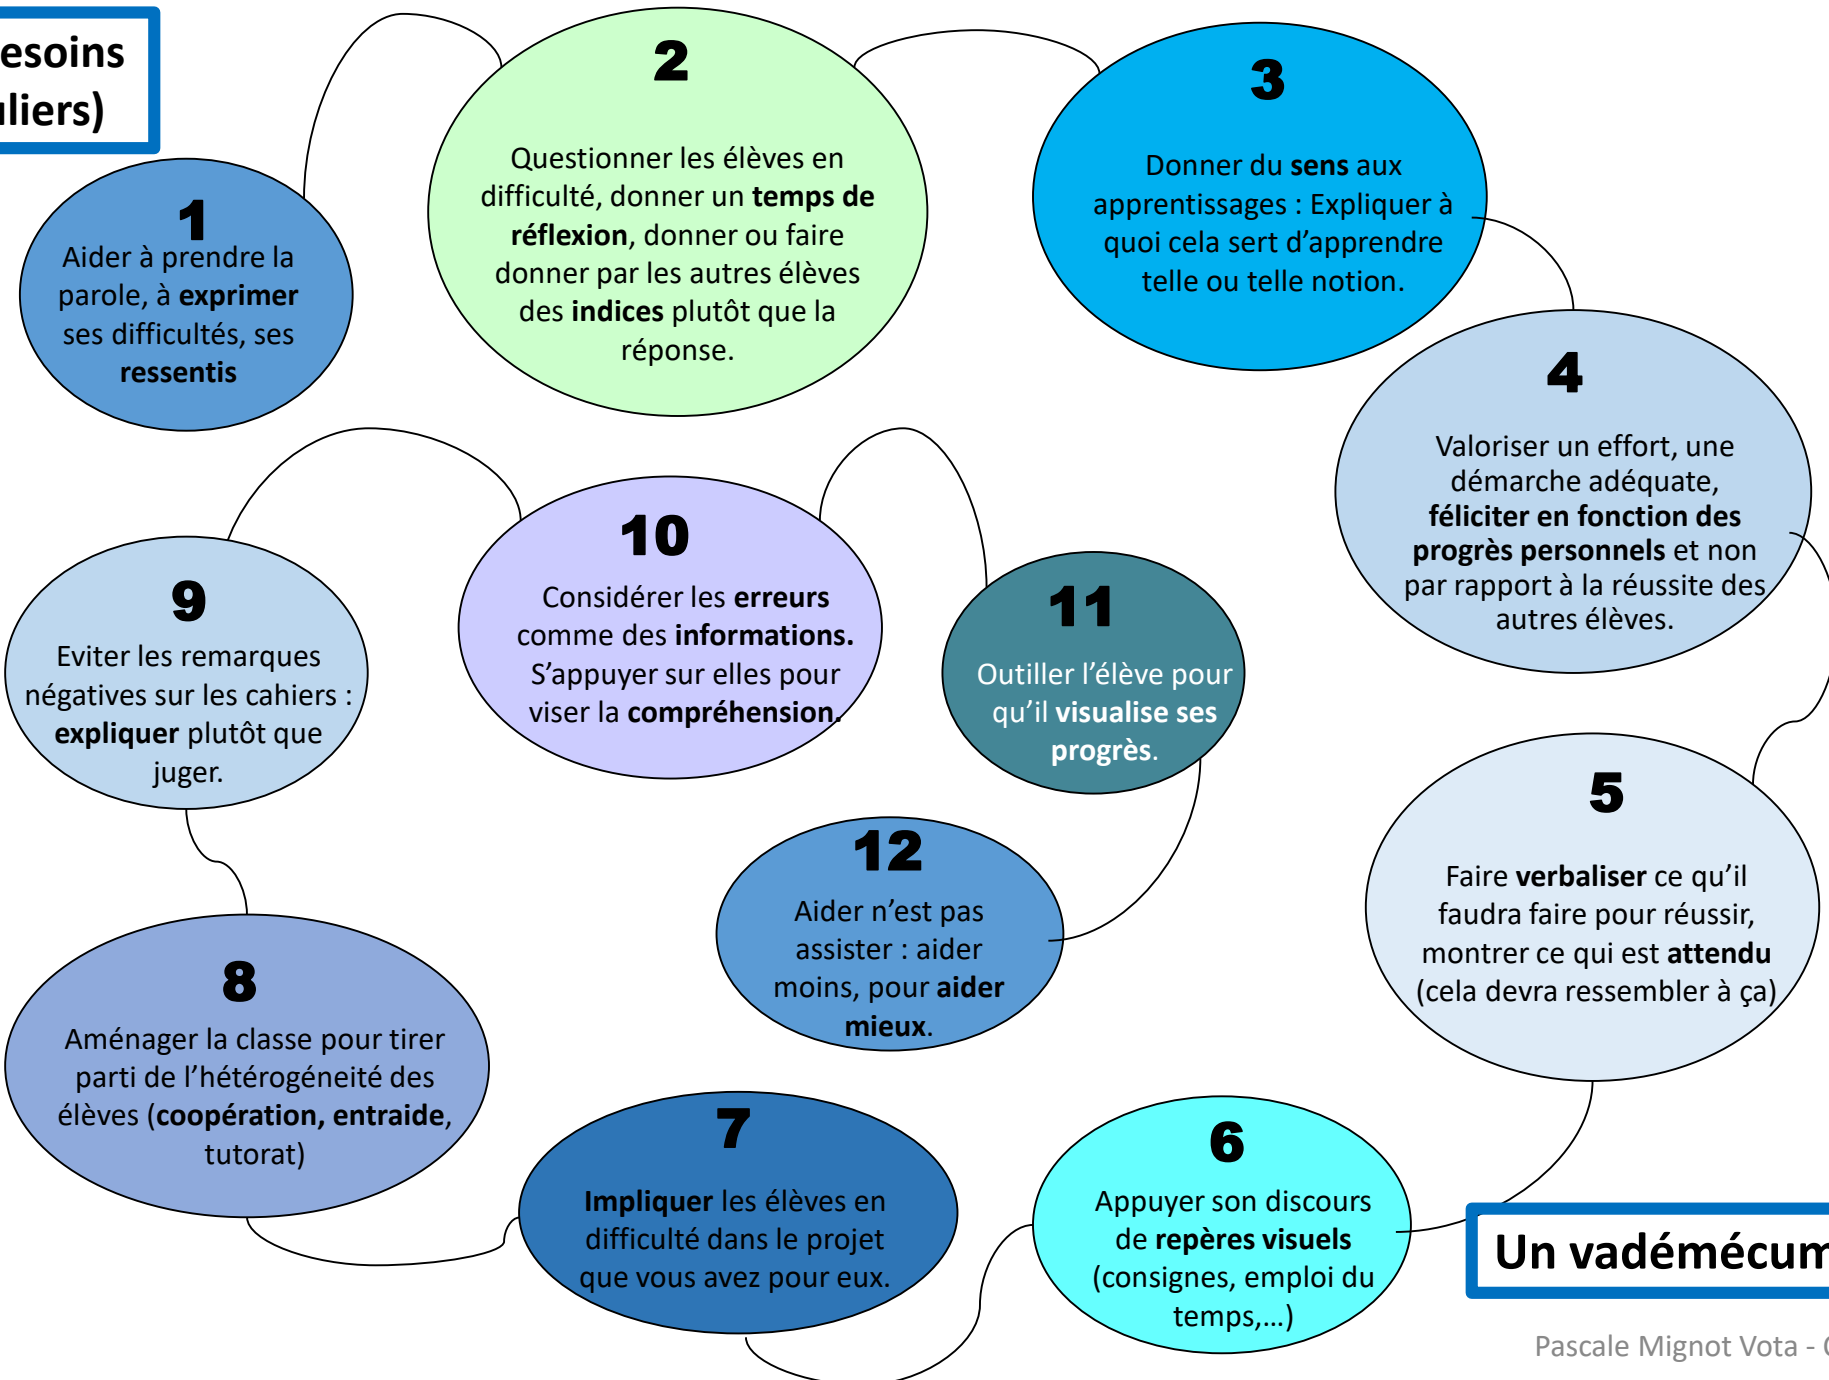 esoins
liers)
1
Aider à prendre la
parole, à exprimer
ses difficultés, ses
ressentis
2
Questionner les élèves en
difficulté, donner un temps de
réflexion, donner ou faire
donner par les autres élèves
des indices plutôt que la
réponse.
3
Donner du sens aux
apprentissages : Expliquer à
quoi cela sert d’apprendre
telle ou telle notion.
4
Valoriser un effort, une
démarche adéquate,
féliciter en fonction des
progrès personnels et non
par rapport à la réussite des
autres élèves.
5
Faire verbaliser ce qu’il
faudra faire pour réussir,
montrer ce qui est attendu
(cela devra ressembler à ça)
6
Appuyer son discours
de repères visuels
(consignes, emploi du
temps,…)
7
Impliquer les élèves en
difficulté dans le projet
que vous avez pour eux.
8
Aménager la classe pour tirer
parti de l’hétérogéneité des
élèves (coopération, entraide,
tutorat)
9
Eviter les remarques
négatives sur les cahiers :
expliquer plutôt que
juger.
10
Considérer les erreurs
comme des informations.
S’appuyer sur elles pour
viser la compréhension.
11
Outiller l’élève pour
qu’il visualise ses
progrès.
12
Aider n’est pas
assister : aider
moins, pour aider
mieux.
Un vadémécum
Pascale Mignot Vota -